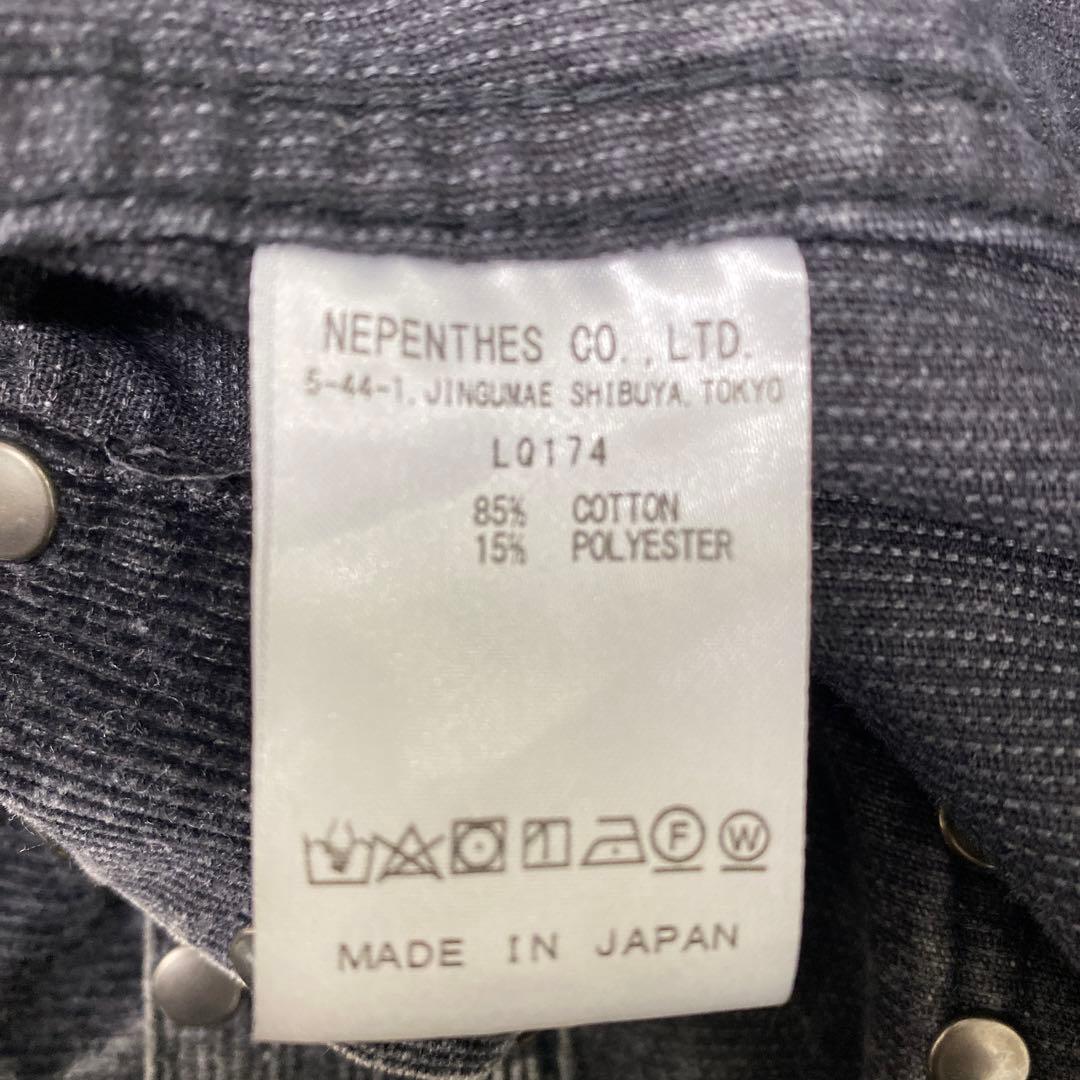 NEPENTHES CO.,LTD.
5-44-1,JINGUMAE SHIBUYA,TOKYO
LQ174
85% COTTON
15% POLYESTER
F W
MADE IN JAPAN